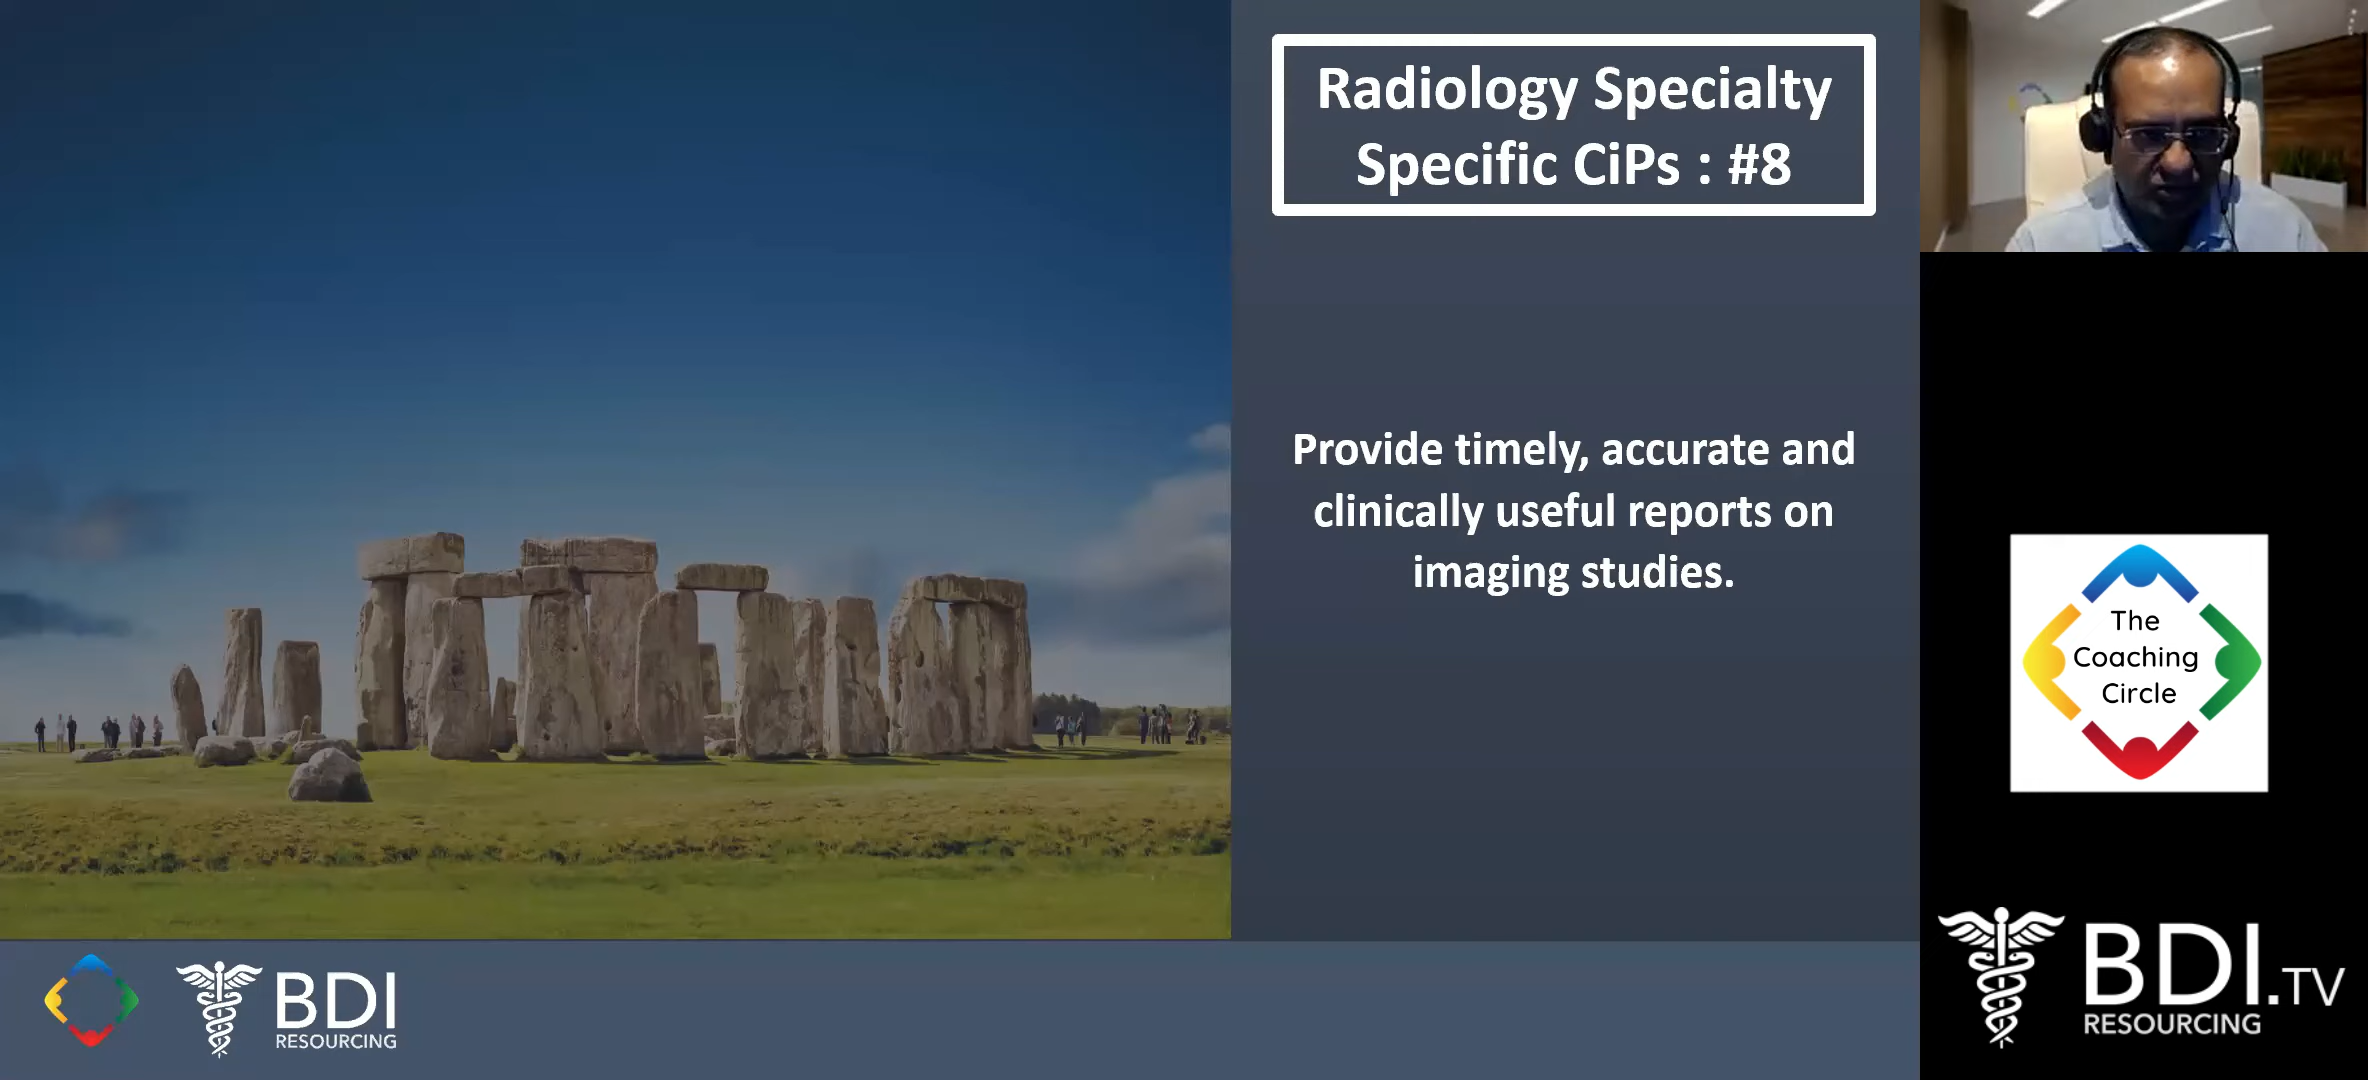 Radiology Specialty
Specific CiPs : #8
Provide timely, accurate and
clinically useful reports on
imaging studies.
The
Coaching
Circle
BDI
RESOURCING
BDI.TV
RESOURCING